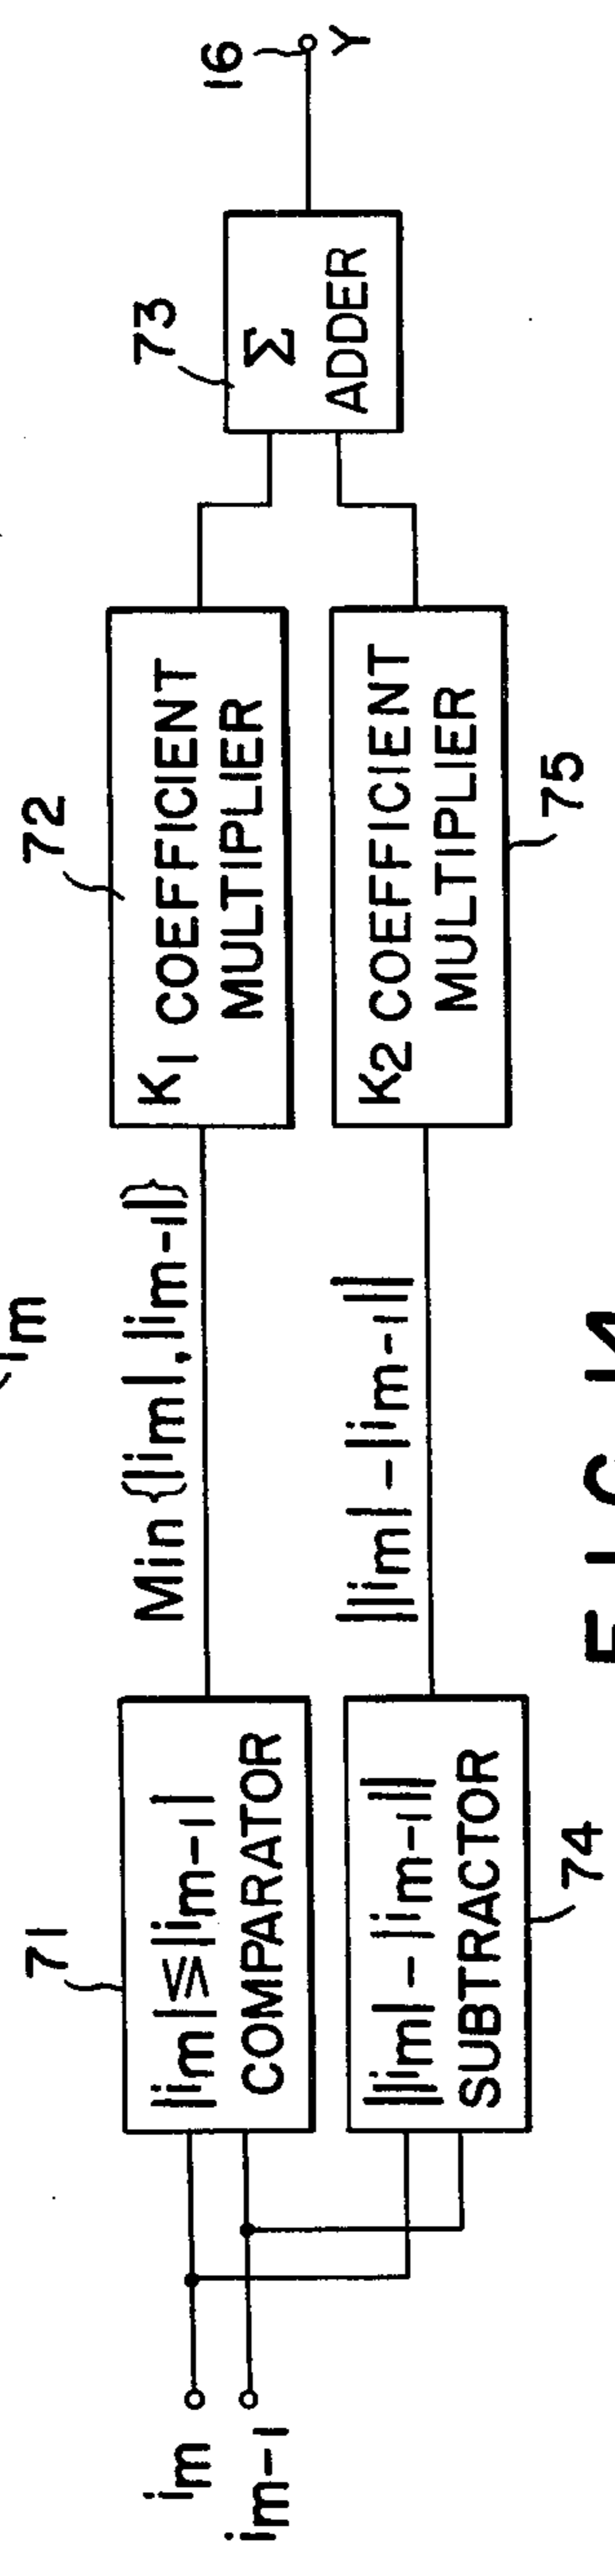 im
71
|im|≦|im-1|
COMPARATOR
Min{|im|,|im-1|}
72
K1 COEFFICIENT
MULTIPLIER
73
Σ
ADDER
16
Y
im
im-1
||im|-|im-1||
SUBTRACTOR
74
||im|-|im-1||
K2 COEFFICIENT
MULTIPLIER
75